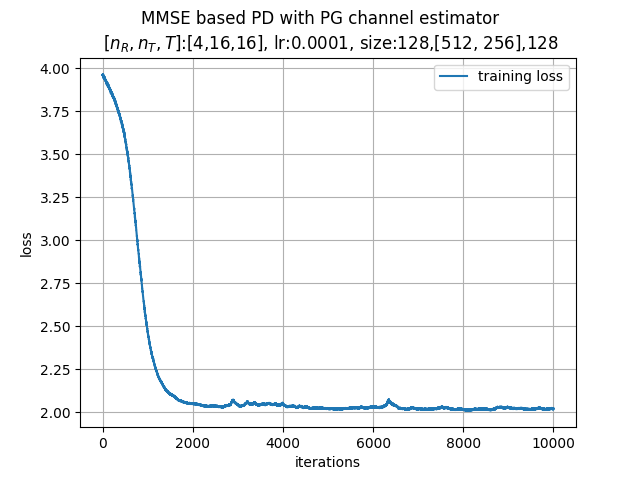 MMSE based PD with PG channel estimator
[n_R, n_T, T]:[4,16,16], lr:0.0001, size:128,[512, 256],128
training loss
4.00
3.75
3.50
3.25
3.00
2.75
2.50
2.25
2.00
loss
0 2000 4000 6000 8000 10000
iterations